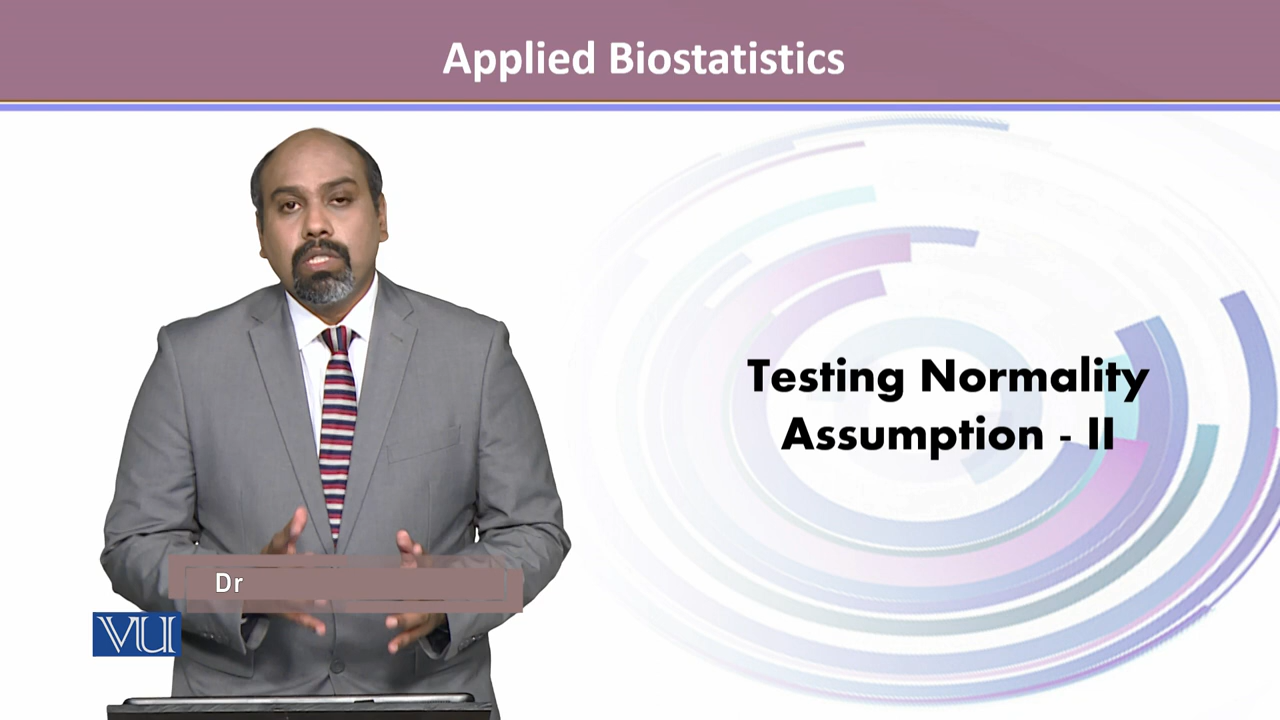 Applied Biostatistics
Testing Normality
Assumption - II
Dr
VU